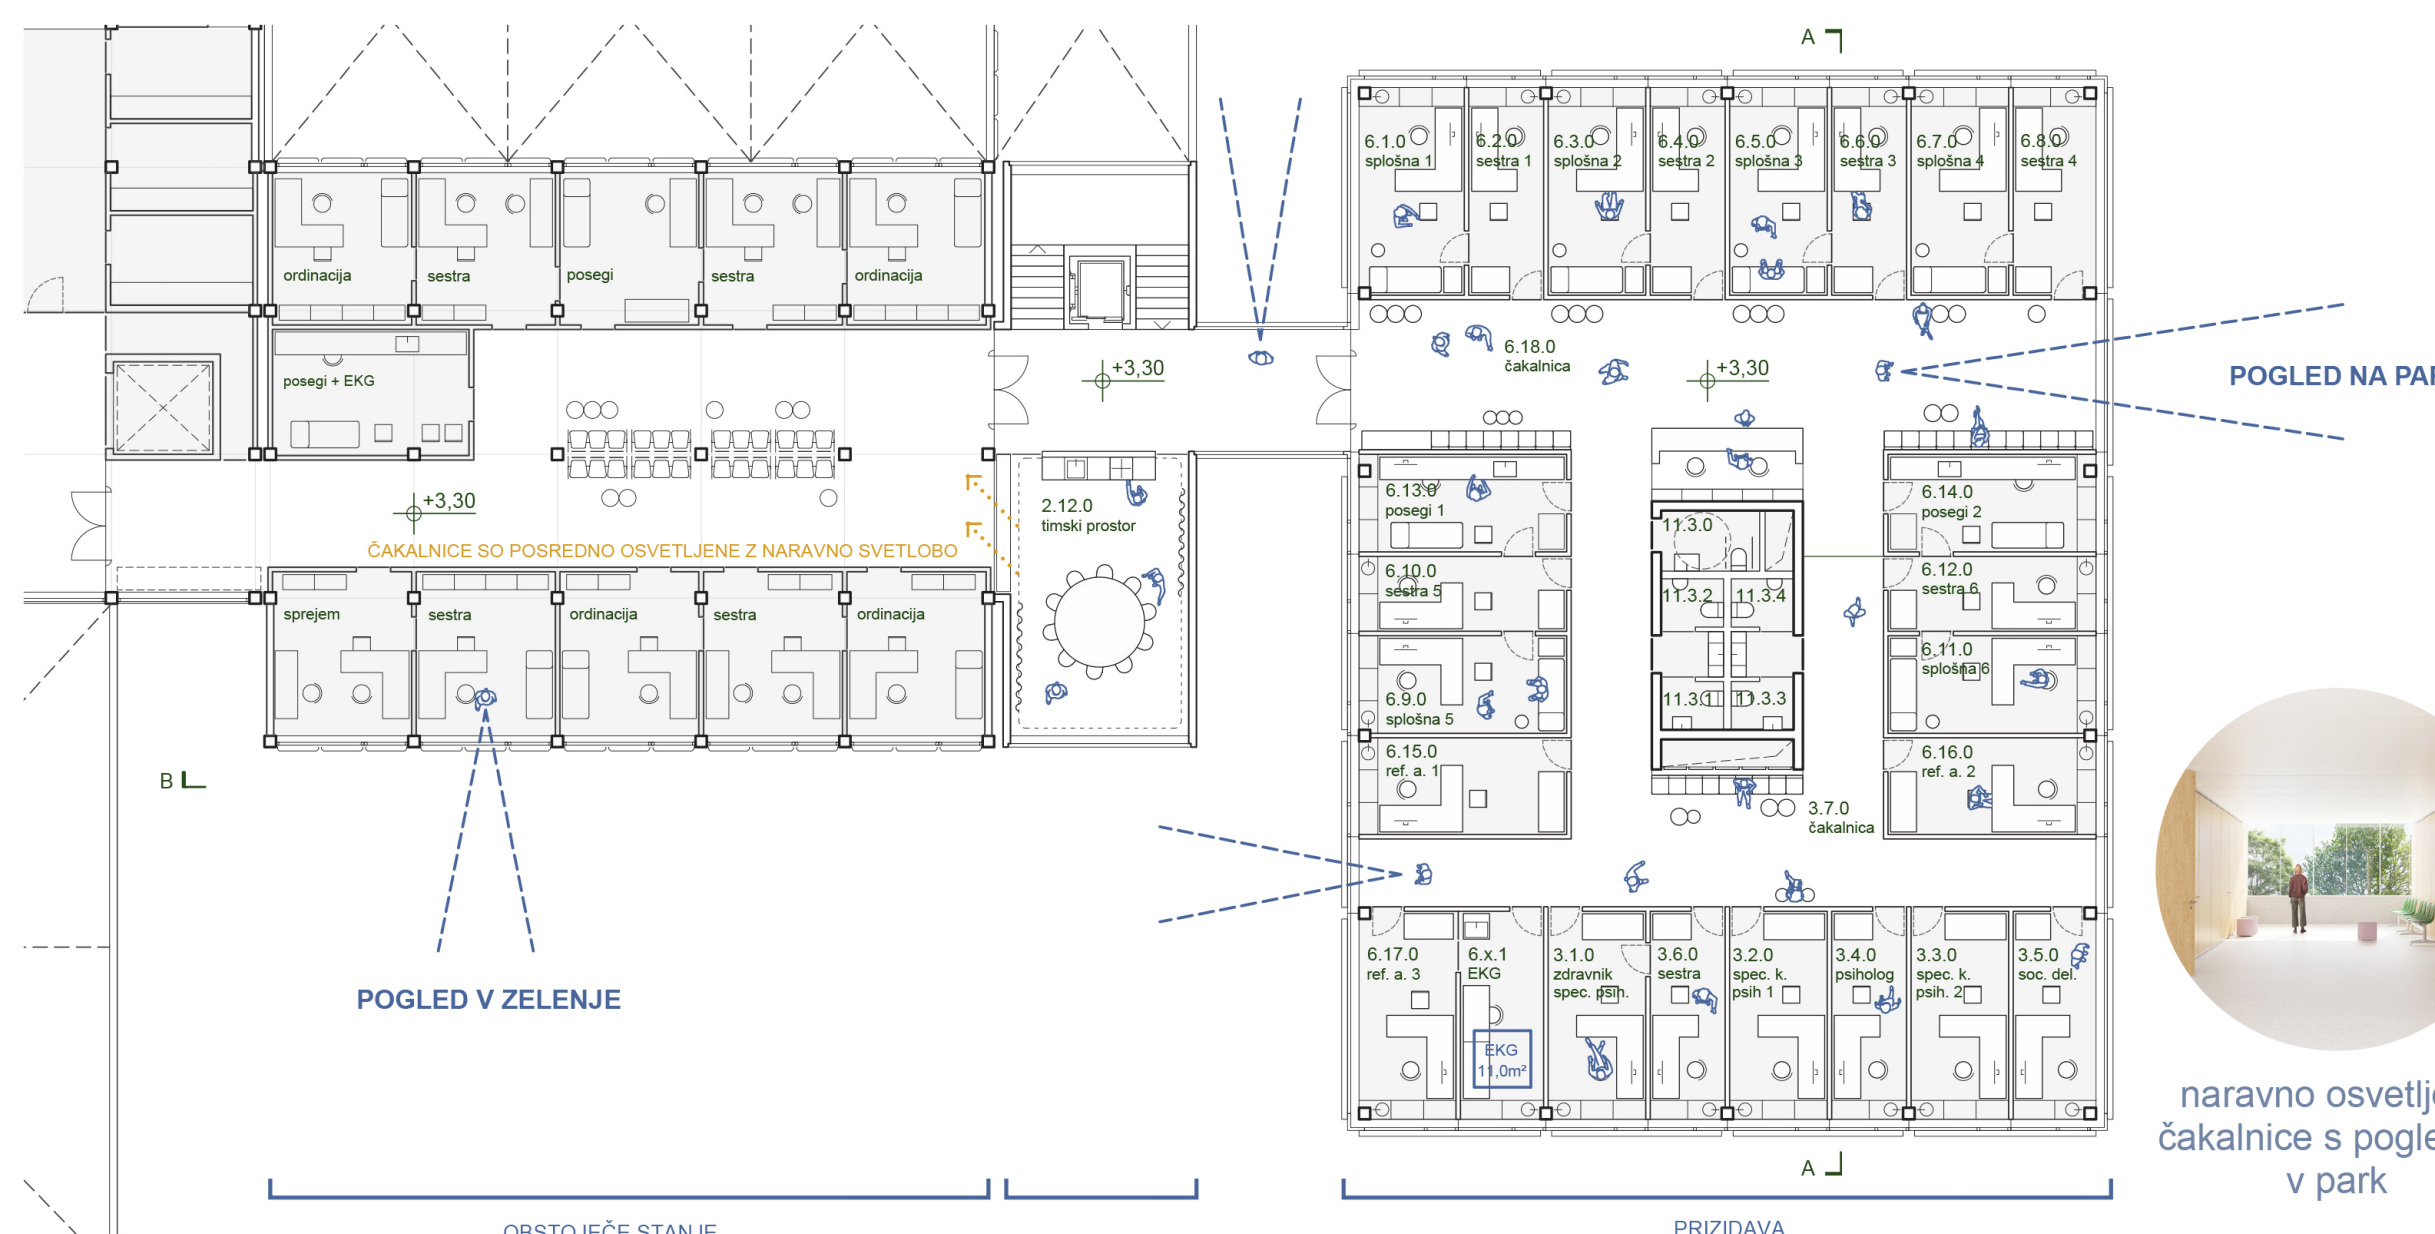 A
6.1.0
splošna 1
6.2.0
sestra 1
6.3.0
splošna 2
6.4.0
sestra 2
6.5.0
splošna 3
6.6.0
sestra 3
6.7.0
splošna 4
6.8.0
sestra 4
ordinacija
sestra
posegi
sestra
ordinacija
posegi + EKG
+3,30
6.18.0
čakalnica
+3,30
POGLED NA
+3,30
ČAKALNICE SO POSREDNO OSVETLJENE Z NARAVNO SVETLOBO
2.12.0
timski prostor
6.13.0
posegi 1
6.14.0
posegi 2
11.3.0
6.10.0
sestra 5
11.3.2
11.3.4
6.12.0
sestra 6
sprejem
sestra
ordinacija
sestra
ordinacija
6.9.0
splošna 5
11.3.1
11.3.3
6.11.0
splošna 6
B
6.15.0
ref. a. 1
6.16.0
ref. a. 2
3.7.0
čakalnica
POGLED V ZELENJE
6.17.0
ref. a. 3
6.x.1
EKG
3.1.0
zdravnik
spec. psih.
3.6.0
sestra
3.2.0
spec. k.
psih 1
3.4.0
psiholog
3.3.0
spec. k.
psih. 2
3.5.0
soc. del.
EKG
11,0m²
A
naravno
čakalnice s
v park
OBSTOJEČE STANJE
PRIZIDAVA